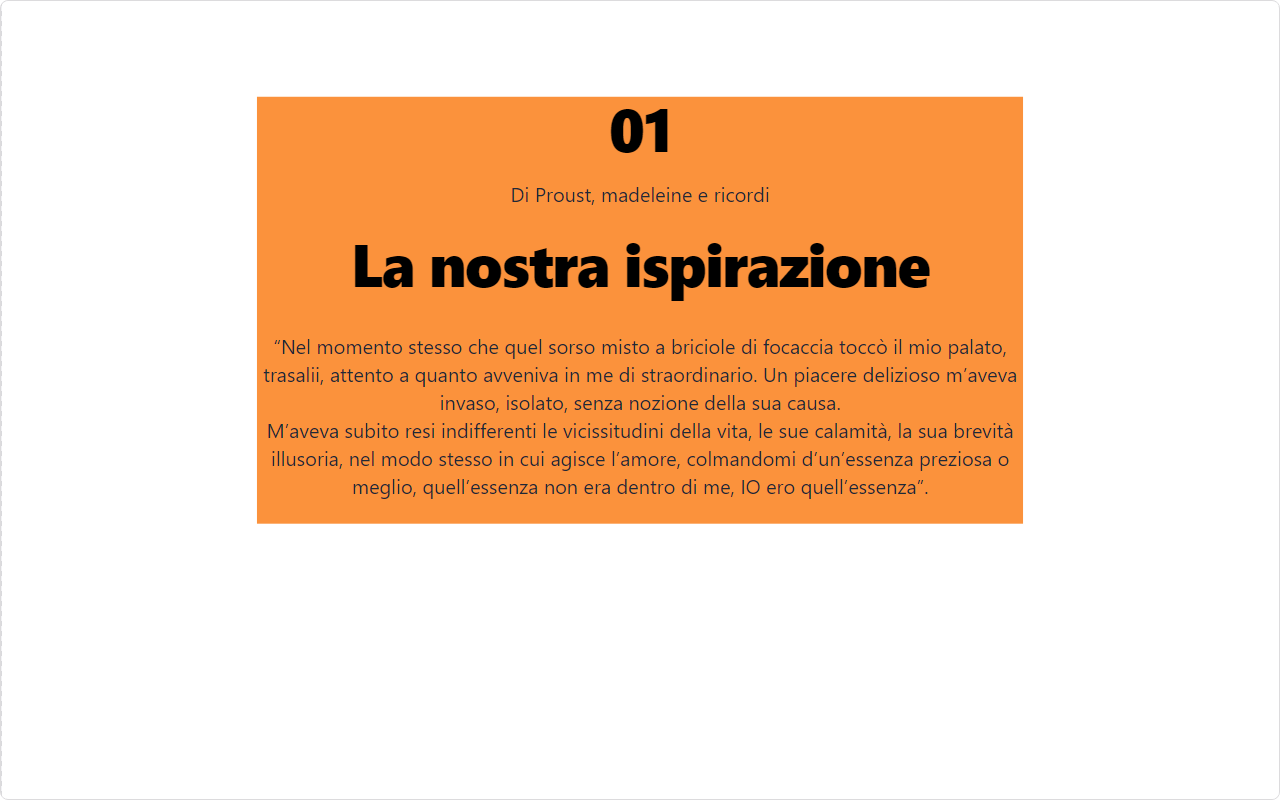 01
Di Proust, madeleine e ricordi
La nostra ispirazione
“Nel momento stesso che quel sorso misto a briciole di focaccia toccò il mio palato,
trasalii, attento a quanto avveniva in me di straordinario. Un piacere delizioso m’aveva
invaso, isolato, senza nozione della sua causa.
M’aveva subito resi indifferenti le vicissitudini della vita, le sue calamità, la sua brevità
illusoria, nel modo stesso in cui agisce l’amore, colmandomi d’un’essenza preziosa o
meglio, quell’essenza non era dentro di me, IO ero quell’essenza”.